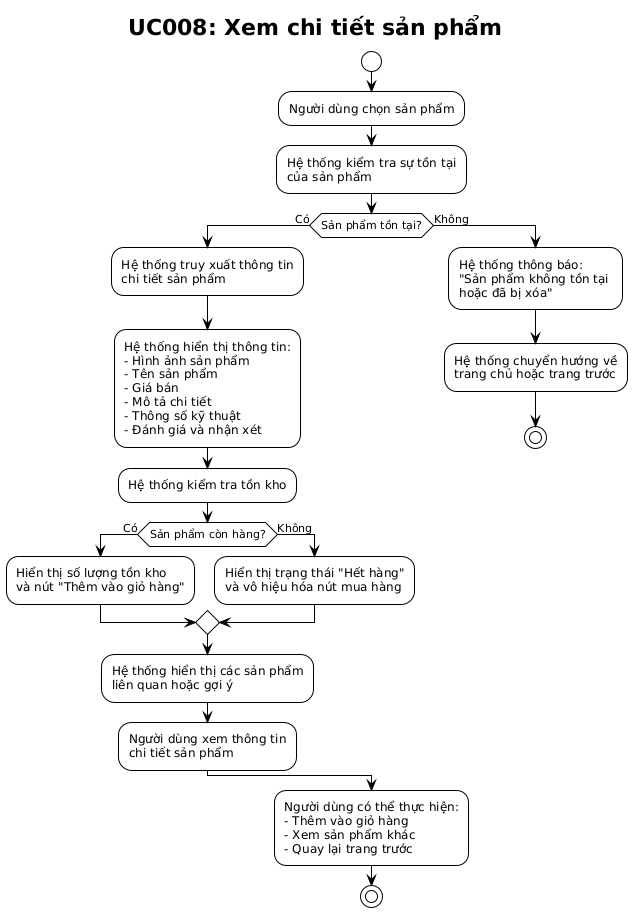 UC008: Xem chi tiết sản phẩm
Người dùng chọn sản phẩm
Hệ thống kiểm tra sự tồn tại
của sản phẩm
Sản phẩm tồn tại?
Có
Không
Hệ thống truy xuất thông tin
chi tiết sản phẩm
Hệ thống hiển thị thông tin:
- Hình ảnh sản phẩm
- Tên sản phẩm
- Giá bán
- Mô tả chi tiết
- Thông số kỹ thuật
- Đánh giá và nhận xét
Hệ thống kiểm tra tồn kho
Sản phẩm còn hàng?
Có
Không
Hiển thị số lượng tồn kho
và nút "Thêm vào giỏ hàng"
Hiển thị trạng thái "Hết hàng"
và vô hiệu hóa nút mua hàng
Hệ thống hiển thị các sản phẩm
liên quan hoặc gợi ý
Người dùng xem thông tin
chi tiết sản phẩm
Hệ thống thông báo:
"Sản phẩm không tồn tại
hoặc đã bị xóa"
Hệ thống chuyển hướng về
trang chủ hoặc trang trước
Người dùng có thể thực hiện:
- Thêm vào giỏ hàng
- Xem sản phẩm khác
- Quay lại trang trước